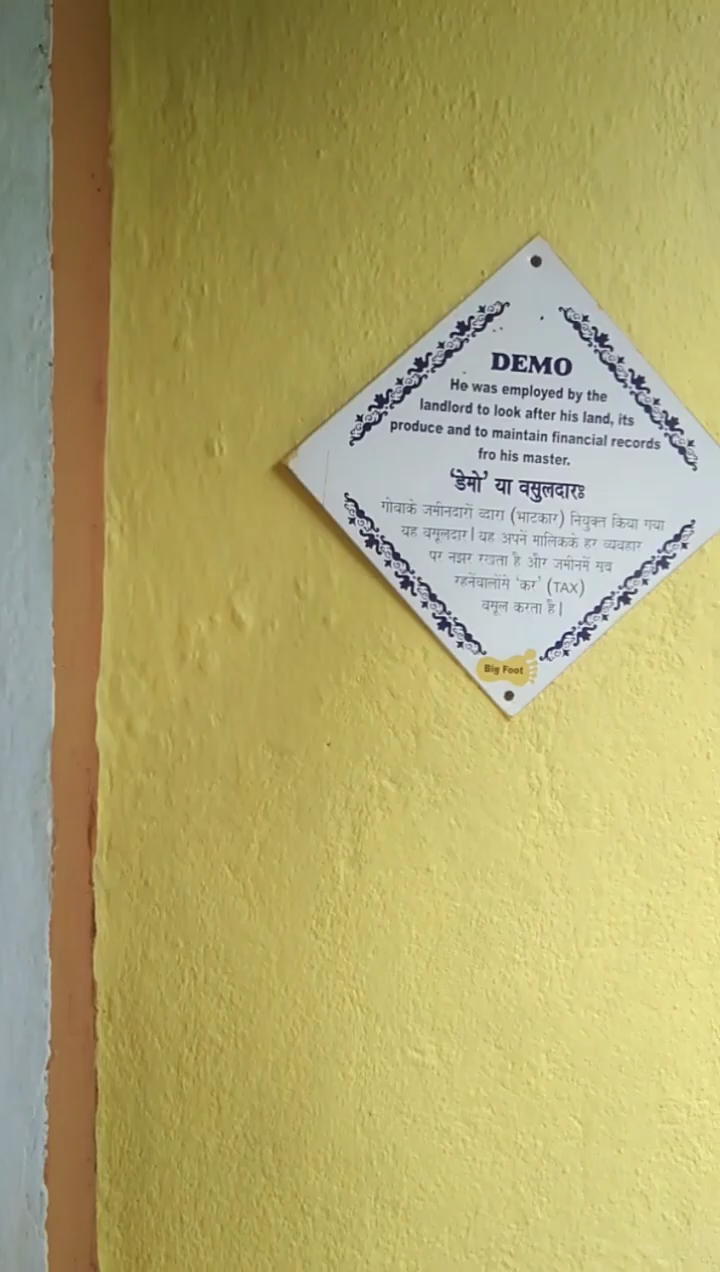 DEMO
He was employed by the
landlord to look after his land, its
produce and to maintain financial records
fro his master.
'डेमो' या वसुलदारः
गोवाके जमीनदारों व्दारा (भाटकार) नियुक्त किया गया
यह वसूलदार। यह अपने मालिकके हर व्यवहार
पर नझर रखता है और जमीनमें सब
रहनेंवालोंसे 'कर' (TAX)
वसूल करता है।
Big Foot